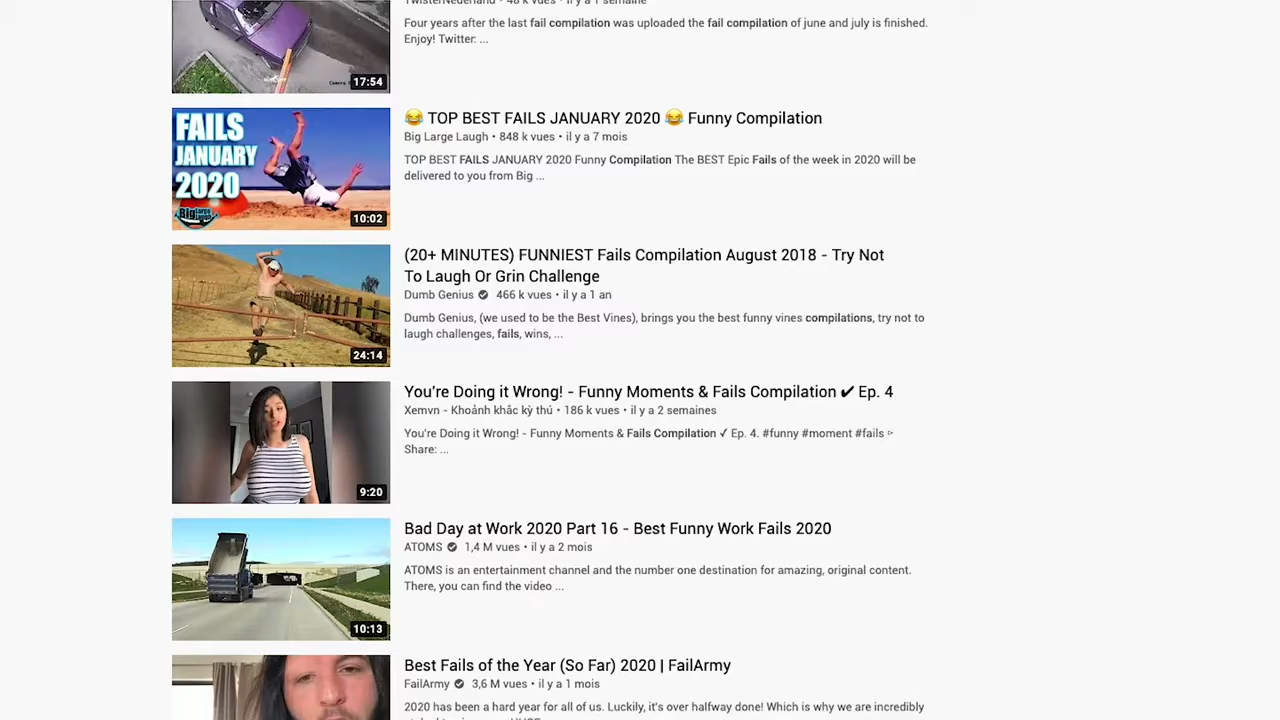 TwisterNederland • 48 k vues • il y a 1 semaine
Four years after the last fail compilation was uploaded the fail compilation of june and july is finished.
Enjoy! Twitter: ...
17:54
FAILS
JANUARY
2020
Big large
Laugh
10:02
😂 TOP BEST FAILS JANUARY 2020 😂 Funny Compilation
Big Large Laugh • 848 k vues • il y a 7 mois
TOP BEST FAILS JANUARY 2020 Funny Compilation The BEST Epic Fails of the week in 2020 will be
delivered to you from Big ...
24:14
(20+ MINUTES) FUNNIEST Fails Compilation August 2018 - Try Not
To Laugh Or Grin Challenge
Dumb Genius 466 k vues • il y a 1 an
Dumb Genius, (we used to be the Best Vines), brings you the best funny vines compilations, try not to
laugh challenges, fails, wins, ...
9:20
You're Doing it Wrong! - Funny Moments & Fails Compilation ✔ Ep. 4
Xemvn - Khoảnh khắc kỳ thú • 186 k vues • il y a 2 semaines
You're Doing it Wrong! - Funny Moments & Fails Compilation ✓ Ep. 4. #funny #moment #fails ▻
Share: ...
10:13
Bad Day at Work 2020 Part 16 - Best Funny Work Fails 2020
ATOMS 1,4 M vues • il y a 2 mois
ATOMS is an entertainment channel and the number one destination for amazing, original content.
There, you can find the video ...
Best Fails of the Year (So Far) 2020 | FailArmy
FailArmy 3,6 M vues • il y a 1 mois
2020 has been a hard year for all of us. Luckily, it's over halfway done! Which is why we are incredibly